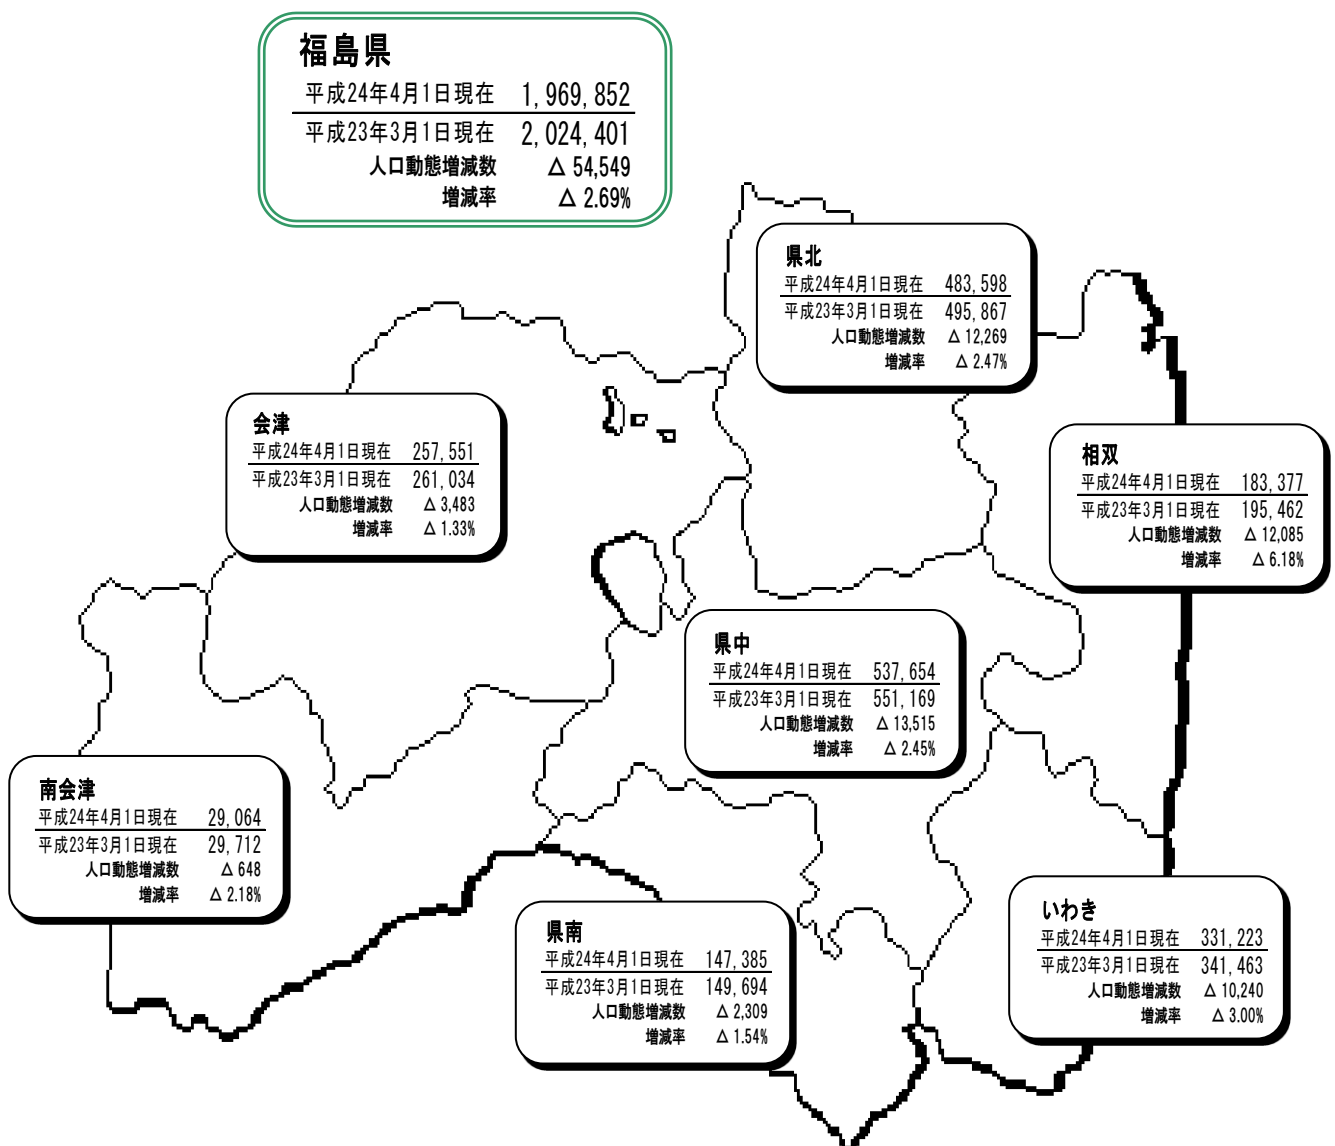 福島県
平成24年4月1日現在 1,969,852
平成23年3月1日現在 2,024,401
人口動態増減数 △ 54,549
増減率 △ 2.69%
県北
平成24年4月1日現在 483,598
平成23年3月1日現在 495,867
人口動態増減数 △ 12,269
増減率 △ 2.47%
会津
平成24年4月1日現在 257,551
平成23年3月1日現在 261,034
人口動態増減数 △ 3,483
増減率 △ 1.33%
相双
平成24年4月1日現在 183,377
平成23年3月1日現在 195,462
人口動態増減数 △ 12,085
増減率 △ 6.18%
県中
平成24年4月1日現在 537,654
平成23年3月1日現在 551,169
人口動態増減数 △ 13,515
増減率 △ 2.45%
南会津
平成24年4月1日現在 29,064
平成23年3月1日現在 29,712
人口動態増減数 △ 648
増減率 △ 2.18%
県南
平成24年4月1日現在 147,385
平成23年3月1日現在 149,694
人口動態増減数 △ 2,309
増減率 △ 1.54%
いわき
平成24年4月1日現在 331,223
平成23年3月1日現在 341,463
人口動態増減数 △ 10,240
増減率 △ 3.00%